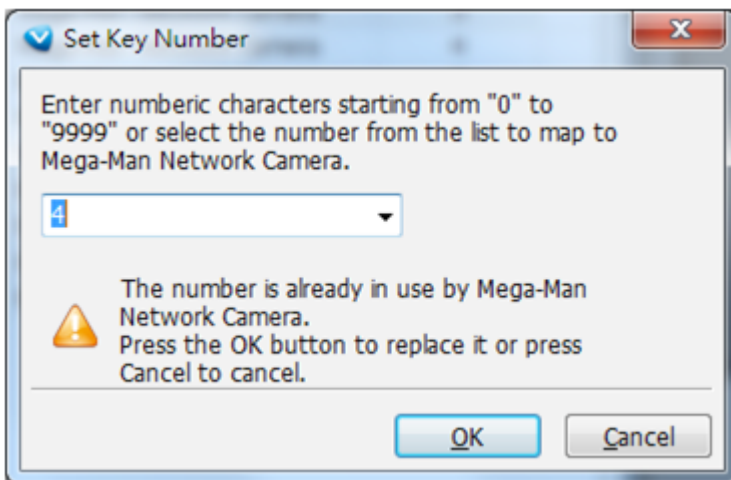 Set Key Number
Enter numberic characters starting from "0" to
"9999" or select the number from the list to map to
Mega-Man Network Camera.
4
The number is already in use by Mega-Man
Network Camera.
Press the OK button to replace it or press
Cancel to cancel.
OK
Cancel